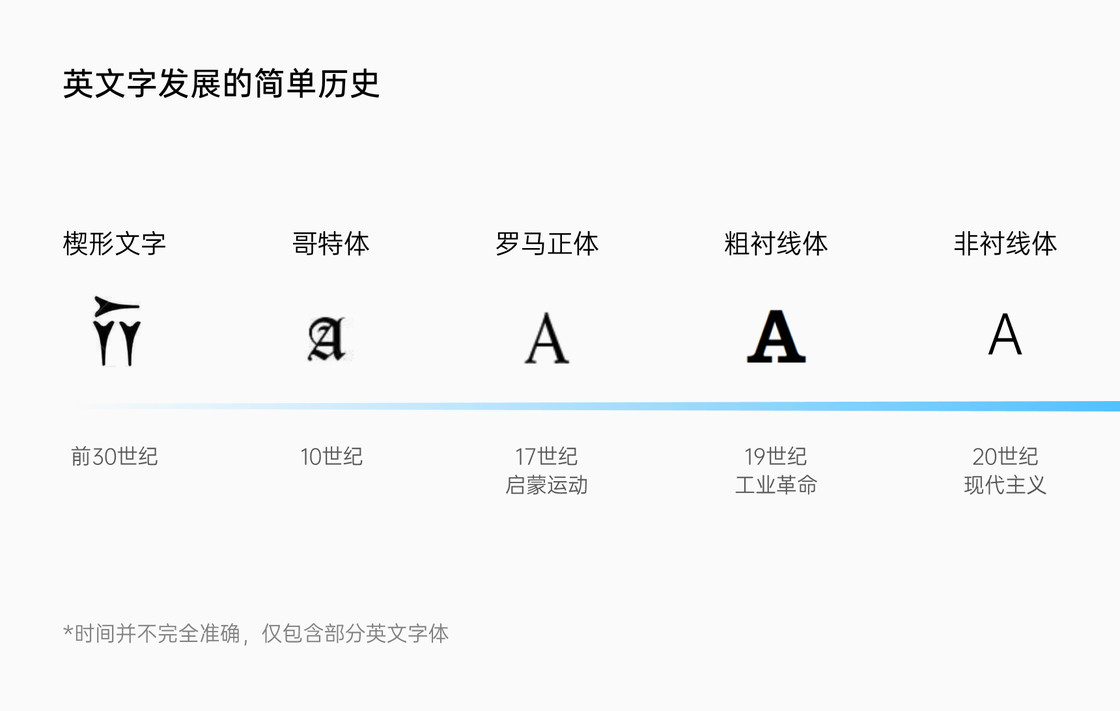 英文字发展的简单历史
楔形文字 哥特体 罗马正体 粗衬线体 非衬线体
A A A A
前30世纪 10世纪 17世纪 19世纪 20世纪
启蒙运动 工业革命 现代主义
*时间并不完全准确，仅包含部分英文字体